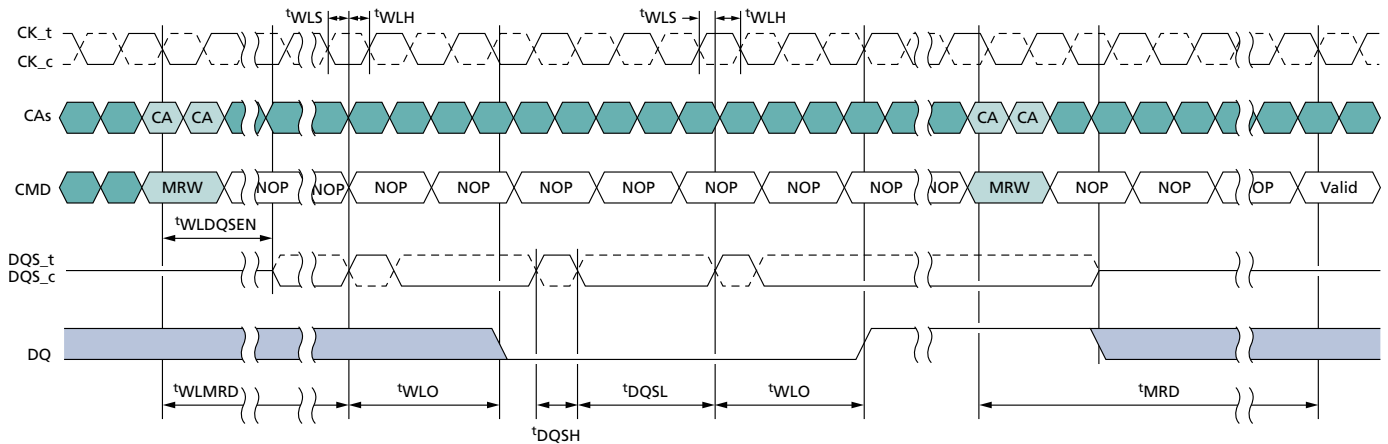 tWLS tWLH tWLS tWLH
CK_t
CK_c
CAs CA CA CA CA
CMD MRW NOP NOP NOP NOP NOP NOP NOP NOP NOP NOP MRW NOP NOP OP Valid
tWLDQSEN
DQS_t
DQS_c
DQ
tWLMRD tWLO tDQSL tWLO tMRD
tDQSH